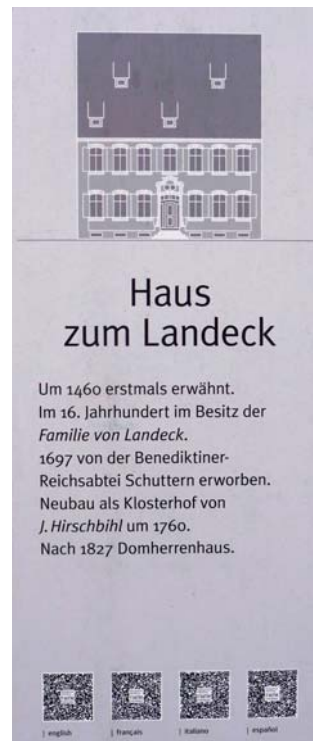 Haus
zum Landeck
Um 1460 erstmals erwähnt.
Im 16. Jahrhundert im Besitz der
Familie von Landeck.
1697 von der Benediktiner-
Reichsabtei Schuttern erworben.
Neubau als Klosterhof von
J. Hirschbihl um 1760.
Nach 1827 Domherrenhaus.
| english | français | italiano | español